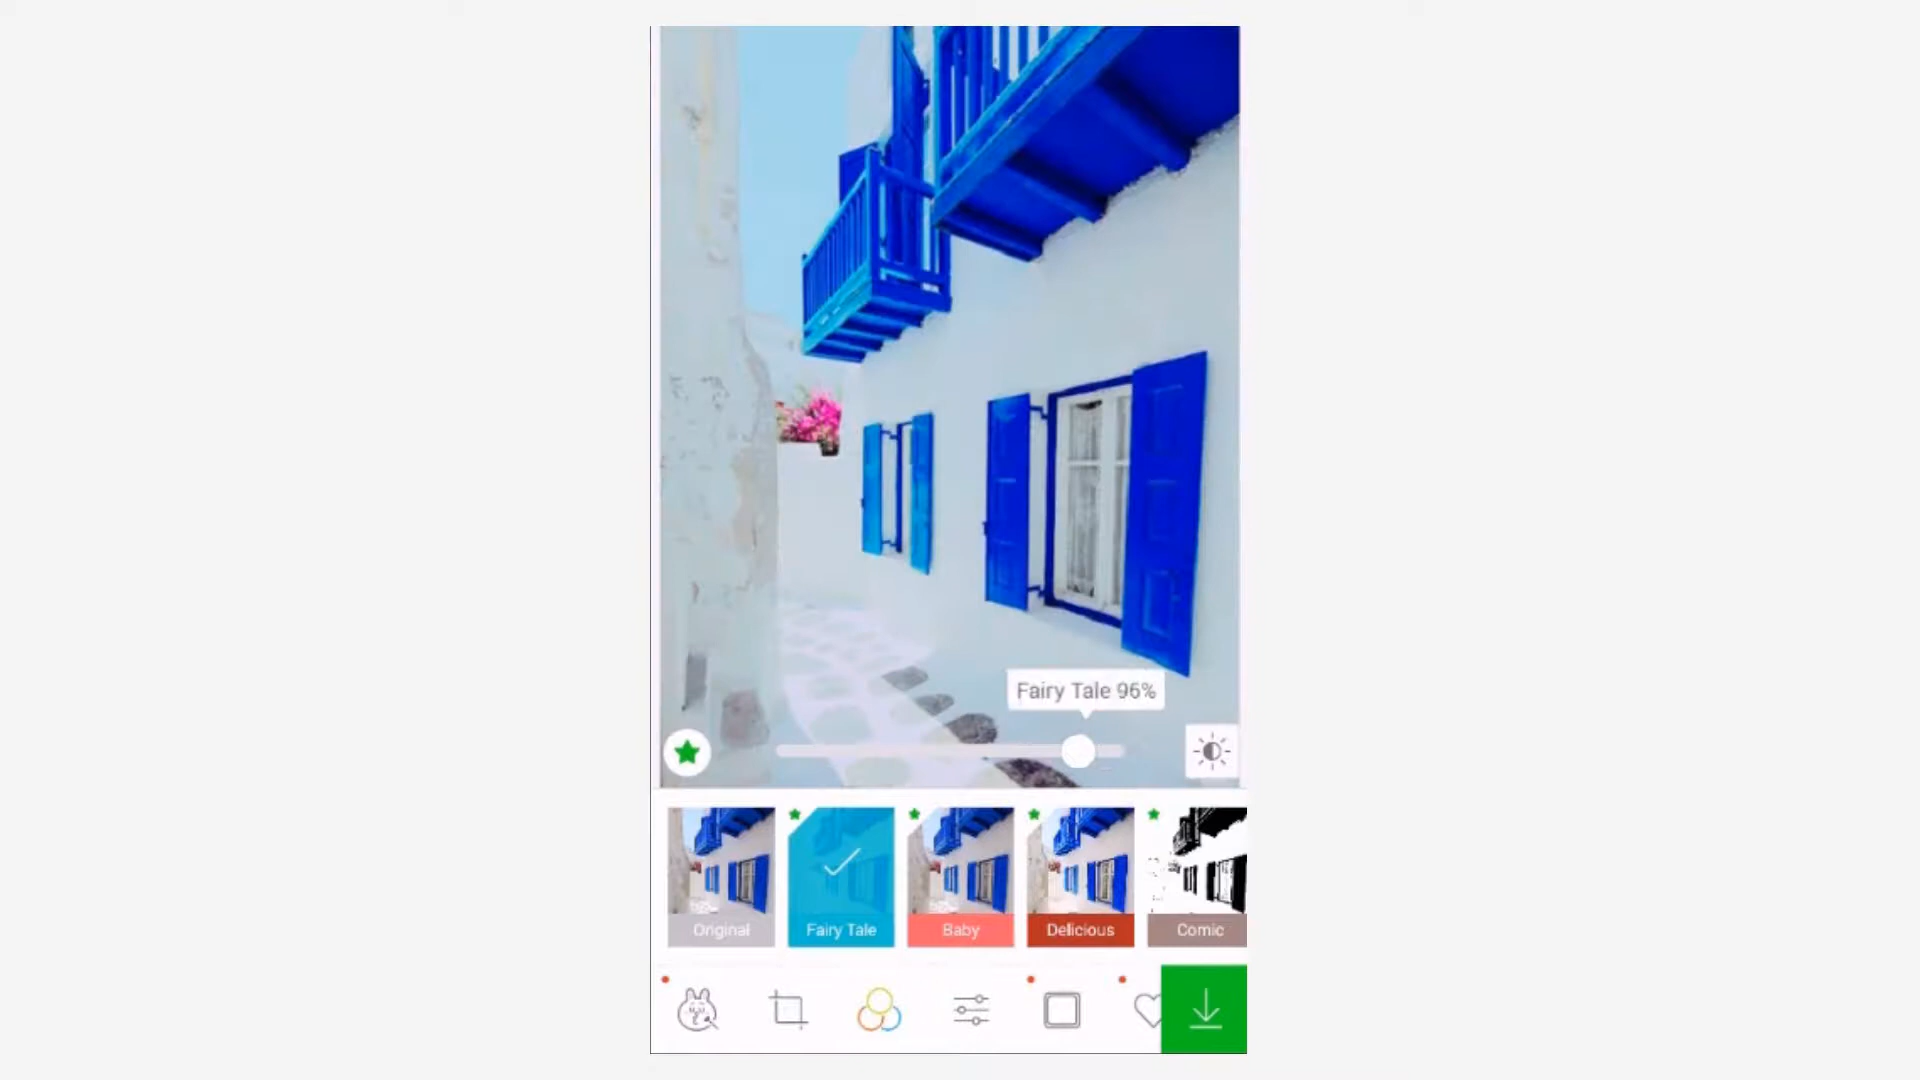 Fairy Tale 96%
Original
Fairy Tale
Baby
Delicious
Comic